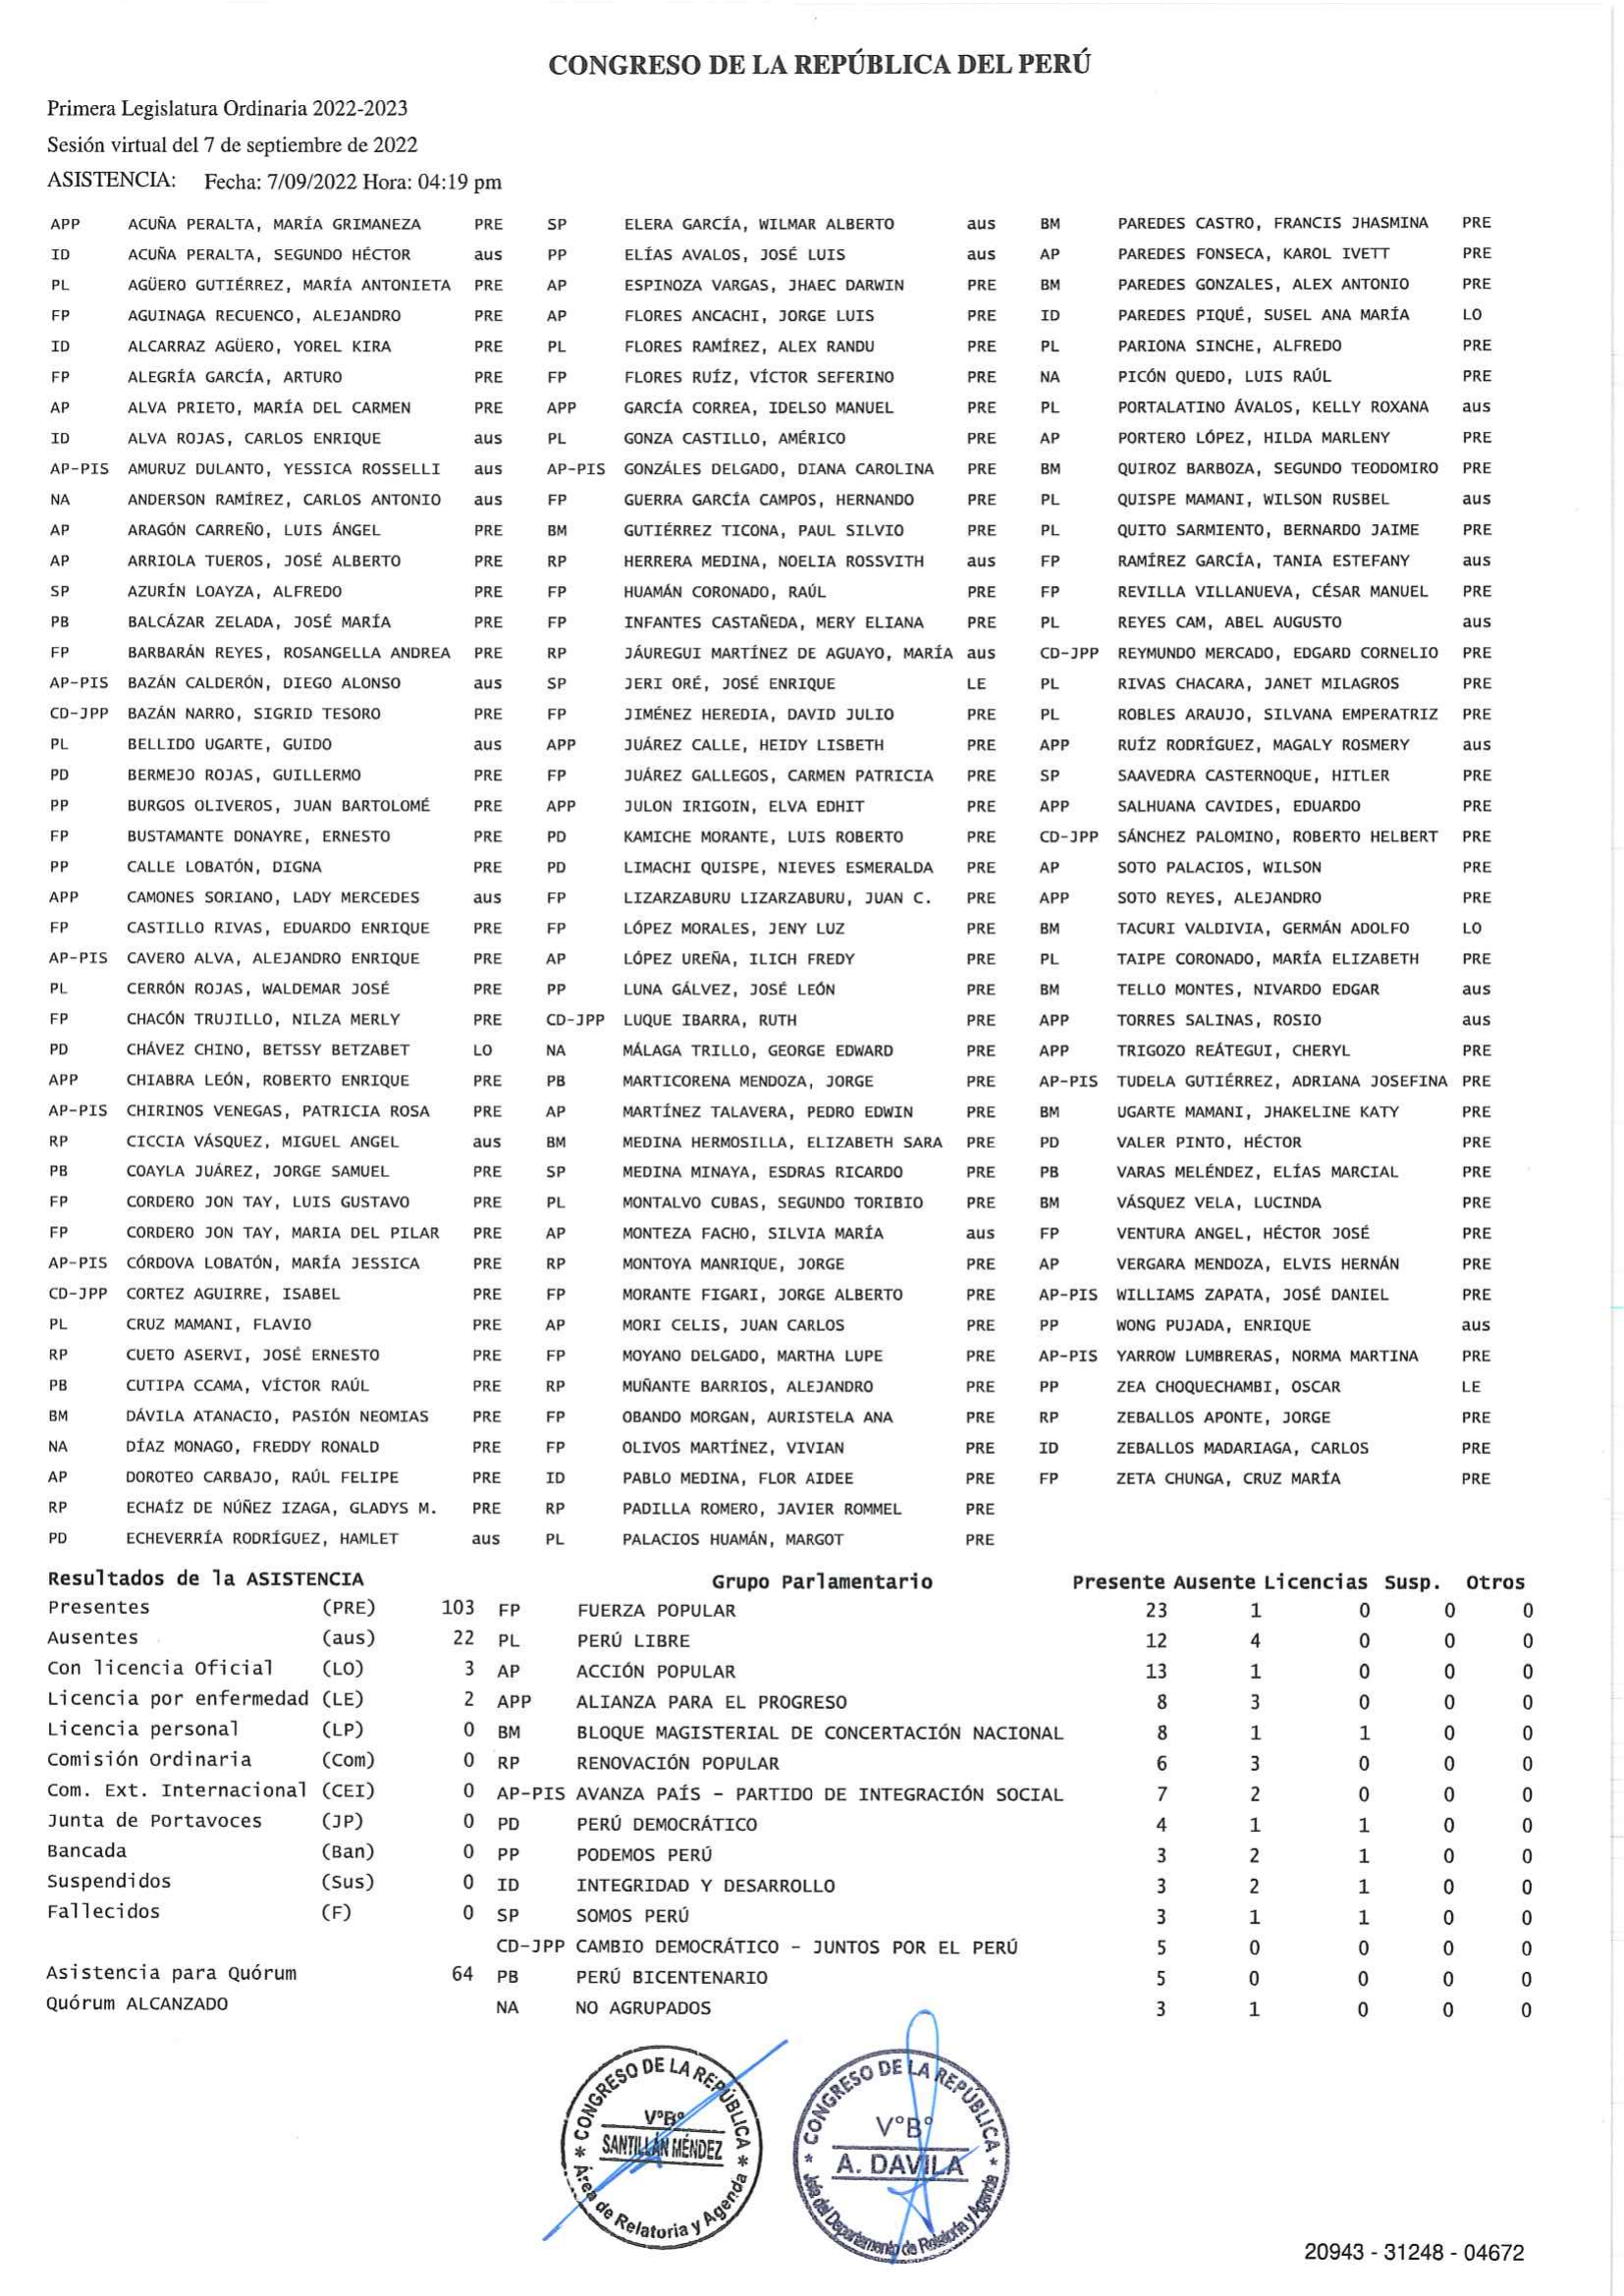 CONGRESO DE LA REPÚBLICA DEL PERÚ
Primera Legislatura Ordinaria 2022-2023
Sesión virtual del 7 de septiembre de 2022
ASISTENCIA: Fecha: 7/09/2022 Hora: 04:19 pm
APP ACUÑA PERALTA, MARÍA GRIMANEZA PRE SP ELERA GARCÍA, WILMAR ALBERTO aus BM PAREDES CASTRO, FRANCIS JHASMINA PRE
ID ACUÑA PERALTA, SEGUNDO HÉCTOR aus PP ELÍAS AVALOS, JOSÉ LUIS aus AP PAREDES FONSECA, KAROL IVETT PRE
PL AGÜERO GUTIÉRREZ, MARÍA ANTONIETA PRE AP ESPINOZA VARGAS, JHAEC DARWIN PRE BM PAREDES GONZALES, ALEX ANTONIO PRE
FP AGUINAGA RECUENCO, ALEJANDRO PRE AP FLORES ANCACHI, JORGE LUIS PRE ID PAREDES PIQUÉ, SUSEL ANA MARÍA LO
ID ALCARRAZ AGÜERO, YOREL KIRA PRE PL FLORES RAMÍREZ, ALEX RANDU PRE PL PARIONA SINCHE, ALFREDO PRE
FP ALEGRÍA GARCÍA, ARTURO PRE FP FLORES RUÍZ, VÍCTOR SEFERINO PRE NA PICÓN QUEDO, LUIS RAÚL PRE
AP ALVA PRIETO, MARÍA DEL CARMEN PRE APP GARCÍA CORREA, IDELSO MANUEL PRE PL PORTALATINO ÁVALOS, KELLY ROXANA aus
ID ALVA ROJAS, CARLOS ENRIQUE aus PL GONZA CASTILLO, AMÉRICO PRE AP PORTERO LÓPEZ, HILDA MARLENY PRE
AP-PIS AMURUZ DULANTO, YESSICA ROSSELLI aus AP-PIS GONZÁLES DELGADO, DIANA CAROLINA PRE BM QUIROZ BARBOZA, SEGUNDO TEODOMIRO PRE
NA ANDERSON RAMÍREZ, CARLOS ANTONIO aus FP GUERRA GARCÍA CAMPOS, HERNANDO PRE PL QUISPE MAMANI, WILSON RUSBEL aus
AP ARAGÓN CARREÑO, LUIS ÁNGEL PRE BM GUTIÉRREZ TICONA, PAUL SILVIO PRE PL QUITO SARMIENTO, BERNARDO JAIME PRE
AP ARRIOLA TUEROS, JOSÉ ALBERTO PRE RP HERRERA MEDINA, NOELIA ROSSVITH aus FP RAMÍREZ GARCÍA, TANIA ESTEFANY aus
SP AZURÍN LOAYZA, ALFREDO PRE FP HUAMÁN CORONADO, RAÚL PRE FP REVILLA VILLANUEVA, CÉSAR MANUEL PRE
PB BALCÁZAR ZELADA, JOSÉ MARÍA PRE FP INFANTES CASTAÑEDA, MERY ELIANA PRE PL REYES CAM, ABEL AUGUSTO aus
FP BARBARÁN REYES, ROSANGELLA ANDREA PRE RP JÁUREGUI MARTÍNEZ DE AGUAYO, MARÍA aus CD-JPP REYMUNDO MERCADO, EDGARD CORNELIO PRE
AP-PIS BAZÁN CALDERÓN, DIEGO ALONSO aus SP JERI ORÉ, JOSÉ ENRIQUE LE PL RIVAS CHACARA, JANET MILAGROS PRE
CD-JPP BAZÁN NARRO, SIGRID TESORO PRE FP JIMÉNEZ HEREDIA, DAVID JULIO PRE PL ROBLES ARAUJO, SILVANA EMPERATRIZ PRE
PL BELLIDO UGARTE, GUIDO aus APP JUÁREZ CALLE, HEIDY LISBETH PRE APP RUÍZ RODRÍGUEZ, MAGALY ROSMERY aus
PD BERMEJO ROJAS, GUILLERMO PRE FP JUÁREZ GALLEGOS, CARMEN PATRICIA PRE SP SAAVEDRA CASTERNOQUE, HITLER PRE
PP BURGOS OLIVEROS, JUAN BARTOLOMÉ PRE APP JULON IRIGOIN, ELVA EDHIT PRE APP SALHUANA CAVIDES, EDUARDO PRE
FP BUSTAMANTE DONAYRE, ERNESTO PRE PD KAMICHE MORANTE, LUIS ROBERTO PRE CD-JPP SÁNCHEZ PALOMINO, ROBERTO HELBERT PRE
PP CALLE LOBATÓN, DIGNA PRE PD LIMACHI QUISPE, NIEVES ESMERALDA PRE AP SOTO PALACIOS, WILSON PRE
APP CAMONES SORIANO, LADY MERCEDES aus FP LIZARZABURU LIZARZABURU, JUAN C. PRE APP SOTO REYES, ALEJANDRO PRE
FP CASTILLO RIVAS, EDUARDO ENRIQUE PRE FP LÓPEZ MORALES, JENY LUZ PRE BM TACURI VALDIVIA, GERMÁN ADOLFO LO
AP-PIS CAVERO ALVA, ALEJANDRO ENRIQUE PRE AP LÓPEZ UREÑA, ILICH FREDY PRE PL TAIPE CORONADO, MARÍA ELIZABETH PRE
PL CERRÓN ROJAS, WALDEMAR JOSÉ PRE PP LUNA GÁLVEZ, JOSÉ LEÓN PRE BM TELLO MONTES, NIVARDO EDGAR aus
FP CHACÓN TRUJILLO, NILZA MERLY PRE CD-JPP LUQUE IBARRA, RUTH PRE APP TORRES SALINAS, ROSIO aus
PD CHÁVEZ CHINO, BETSSY BETZABET LO NA MÁLAGA TRILLO, GEORGE EDWARD PRE APP TRIGOZO REÁTEGUI, CHERYL PRE
APP CHIABRA LEÓN, ROBERTO ENRIQUE PRE PB MARTICORENA MENDOZA, JORGE PRE AP-PIS TUDELA GUTIÉRREZ, ADRIANA JOSEFINA PRE
AP-PIS CHIRINOS VENEGAS, PATRICIA ROSA PRE AP MARTÍNEZ TALAVERA, PEDRO EDWIN PRE BM UGARTE MAMANI, JHAKELINE KATY PRE
RP CICCIA VÁSQUEZ, MIGUEL ANGEL aus BM MEDINA HERMOSILLA, ELIZABETH SARA PRE PD VALER PINTO, HÉCTOR PRE
PB COAYLA JUÁREZ, JORGE SAMUEL PRE SP MEDINA MINAYA, ESDRAS RICARDO PRE PB VARAS MELÉNDEZ, ELÍAS MARCIAL PRE
FP CORDERO JON TAY, LUIS GUSTAVO PRE PL MONTALVO CUBAS, SEGUNDO TORIBIO PRE BM VÁSQUEZ VELA, LUCINDA PRE
FP CORDERO JON TAY, MARIA DEL PILAR PRE AP MONTEZA FACHO, SILVIA MARÍA aus FP VENTURA ANGEL, HÉCTOR JOSÉ PRE
AP-PIS CÓRDOVA LOBATÓN, MARÍA JESSICA PRE RP MONTOYA MANRIQUE, JORGE PRE AP VERGARA MENDOZA, ELVIS HERNÁN PRE
CD-JPP CORTEZ AGUIRRE, ISABEL PRE FP MORANTE FIGARI, JORGE ALBERTO PRE AP-PIS WILLIAMS ZAPATA, JOSÉ DANIEL PRE
PL CRUZ MAMANI, FLAVIO PRE AP MORI CELIS, JUAN CARLOS PRE PP WONG PUJADA, ENRIQUE aus
RP CUETO ASERVI, JOSÉ ERNESTO PRE FP MOYANO DELGADO, MARTHA LUPE PRE AP-PIS YARROW LUMBRERAS, NORMA MARTINA PRE
PB CUTIPA CCAMA, VÍCTOR RAÚL PRE RP MUÑANTE BARRIOS, ALEJANDRO PRE PP ZEA CHOQUECHAMBI, OSCAR LE
BM DÁVILA ATANACIO, PASIÓN NEOMIAS PRE FP OBANDO MORGAN, AURISTELA ANA PRE RP ZEBALLOS APONTE, JORGE PRE
NA DÍAZ MONAGO, FREDDY RONALD PRE FP OLIVOS MARTÍNEZ, VIVIAN PRE ID ZEBALLOS MADARIAGA, CARLOS PRE
AP DOROTEO CARBAJO, RAÚL FELIPE PRE ID PABLO MEDINA, FLOR AIDEE PRE FP ZETA CHUNGA, CRUZ MARÍA PRE
RP ECHAÍZ DE NÚÑEZ IZAGA, GLADYS M. PRE RP PADILLA ROMERO, JAVIER ROMMEL PRE
PD ECHEVERRÍA RODRÍGUEZ, HAMLET aus PL PALACIOS HUAMÁN, MARGOT PRE
Resultados de la ASISTENCIA Grupo Parlamentario Presente Ausente Licencias Susp. Otros
Presentes (PRE) 103 FP FUERZA POPULAR 23 1 0 0 0
Ausentes (aus) 22 PL PERÚ LIBRE 12 4 0 0 0
Con licencia Oficial (LO) 3 AP ACCIÓN POPULAR 13 1 0 0 0
Licencia por enfermedad (LE) 2 APP ALIANZA PARA EL PROGRESO 8 3 0 0 0
Licencia personal (LP) 0 BM BLOQUE MAGISTERIAL DE CONCERTACIÓN NACIONAL 8 1 1 0 0
Comisión Ordinaria (Com) 0 RP RENOVACIÓN POPULAR 6 3 0 0 0
Com. Ext. Internacional (CEI) 0 AP-PIS AVANZA PAÍS - PARTIDO DE INTEGRACIÓN SOCIAL 7 2 0 0 0
Junta de Portavoces (JP) 0 PD PERÚ DEMOCRÁTICO 4 1 1 0 0
Bancada (Ban) 0 PP PODEMOS PERÚ 3 2 1 0 0
Suspendidos (Sus) 0 ID INTEGRIDAD Y DESARROLLO 3 2 1 0 0
Fallecidos (F) 0 SP SOMOS PERÚ 3 1 1 0 0
CD-JPP CAMBIO DEMOCRÁTICO - JUNTOS POR EL PERÚ 5 0 0 0 0
Asistencia para Quórum 64 PB PERÚ BICENTENARIO 5 0 0 0 0
Quórum ALCANZADO NA NO AGRUPADOS 3 1 0 0 0
* CONGRESO DE LA REPÚBLICA *
V°B°
SANTILLÁN MÉNDEZ
Área de Relatoría y Agenda
* CONGRESO DE LA REPÚBLICA *
V°B°
A. DAVILA
Jefa del Departamento de Relatoría y Agenda
20943 - 31248 - 04672